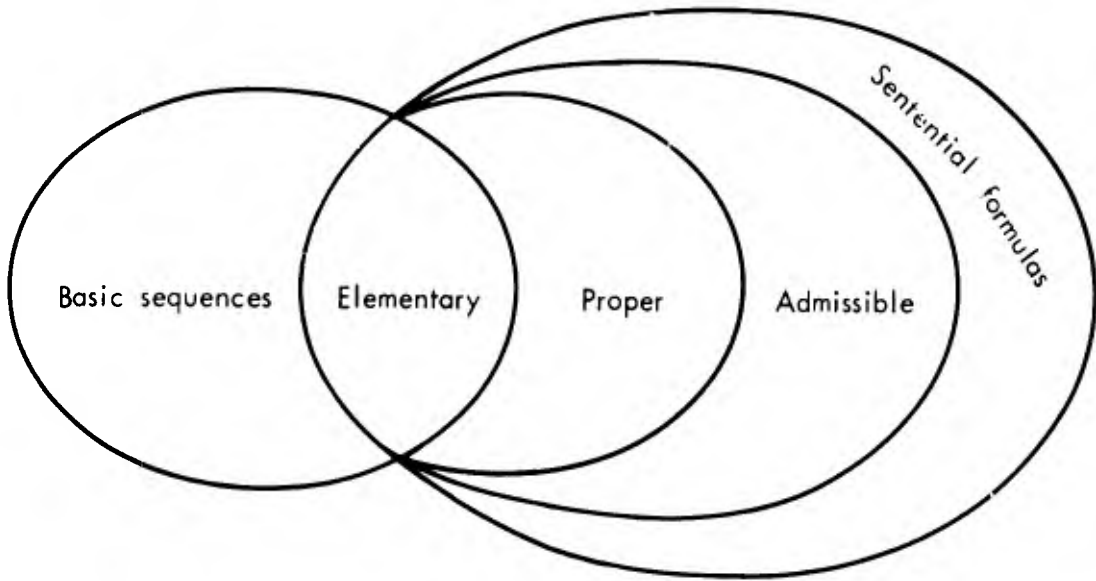 Sentential formulas
Basic sequences
Elementary
Proper
Admissible